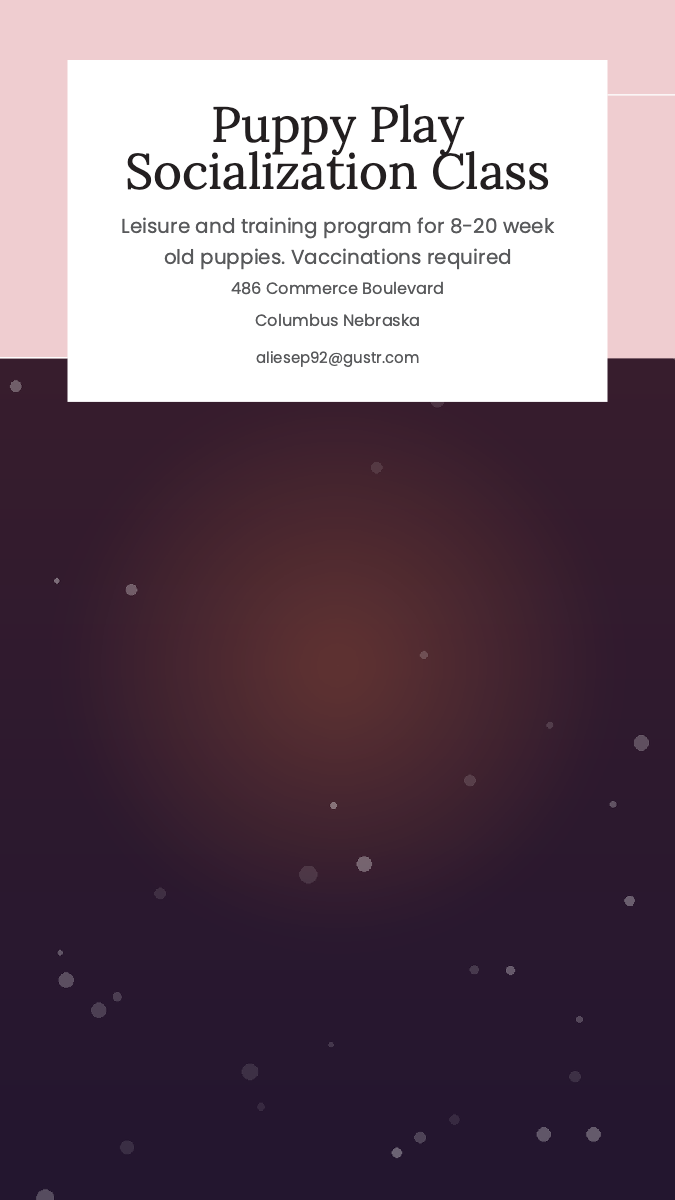 Puppy Play
Socialization Class
Leisure and training program for 8-20 week
old puppies. Vaccinations required
486 Commerce Boulevard
Columbus Nebraska
aliesep92@gustr.com